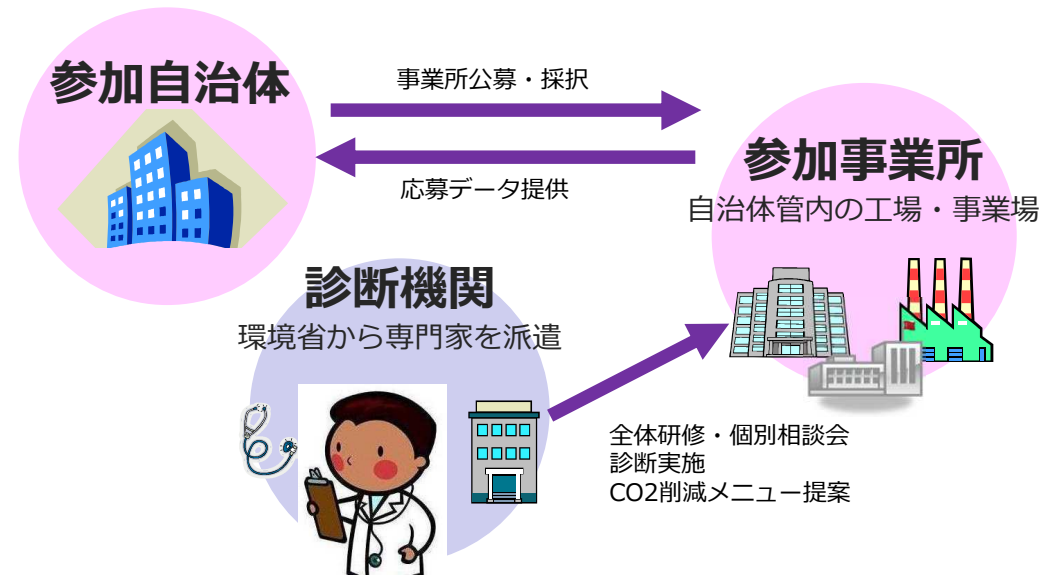 参加自治体
事業所公募・採択
応募データ提供
参加事業所
自治体管内の工場・事業場
診断機関
環境省から専門家を派遣
全体研修・個別相談会
診断実施
CO2削減メニュー提案